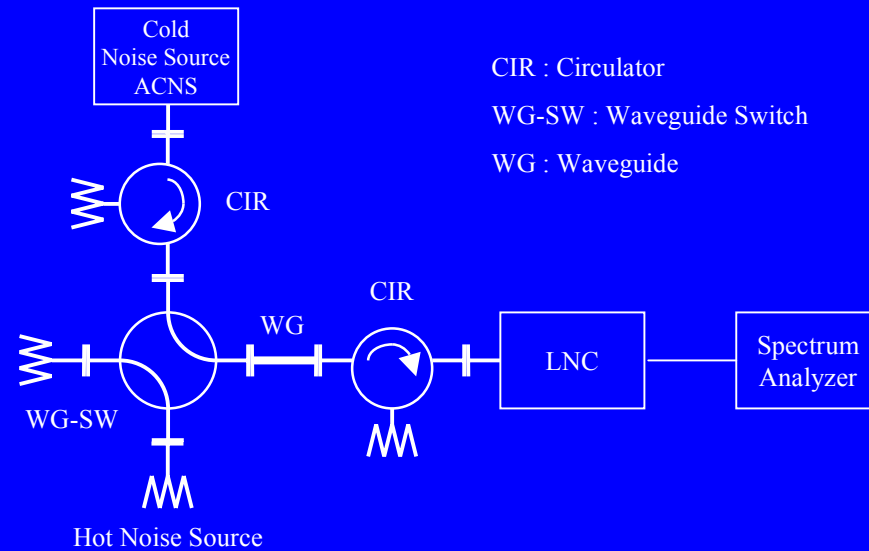 Cold
Noise Source
ACNS
CIR : Circulator
WG-SW : Waveguide Switch
WG : Waveguide
CIR
CIR
WG
LNC
Spectrum
Analyzer
WG-SW
Hot Noise Source